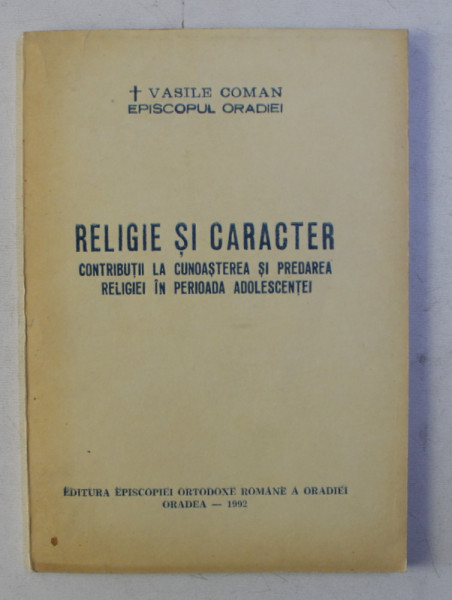 † VASILE COMAN
EPISCOPUL ORADIEI
RELIGIE ȘI CARACTER
CONTRIBUȚII LA CUNOAȘTEREA ȘI PREDAREA
RELIGIEI ÎN PERIOADA ADOLESCENȚEI
EDITURA EPISCOPIEI ORTODOXE ROMÂNE A ORADIEI
ORADEA — 1992